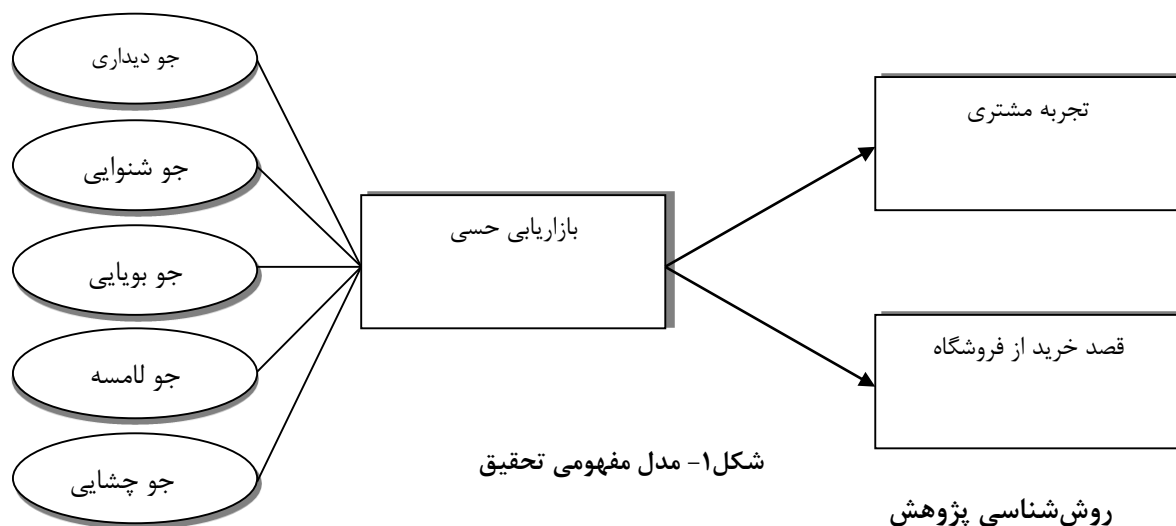 جو دیداری
جو شنوایی
جو بویایی
جو لامسه
جو چشایی
بازاریابی حسی
تجربه مشتری
قصد خرید از فروشگاه
شکل۱- مدل مفهومی تحقیق
روش‌شناسی پژوهش